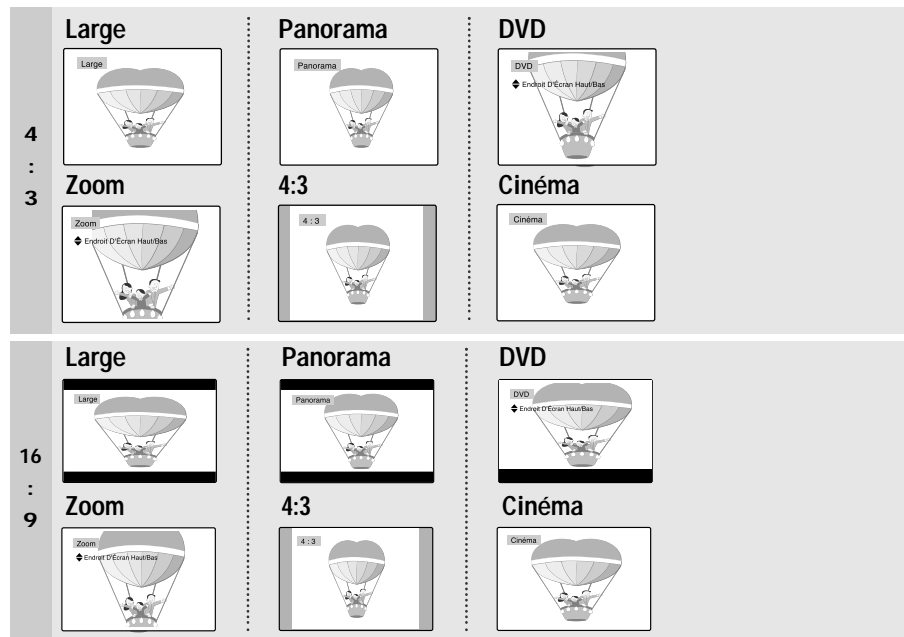 Large Panorama DVD
Large
Panorama
DVD
Endroit D'Écran Haut/Bas
4
:
3
Zoom 4:3 Cinéma
Zoom
Endroit D'Écran Haut/Bas
4 : 3
Cinéma
Large Panorama DVD
Large
Panorama
DVD
Endroit D'Écran Haut/Bas
16
:
9
Zoom 4:3 Cinéma
Zoom
Endroit D'Écran Haut/Bas
4 : 3
Cinéma